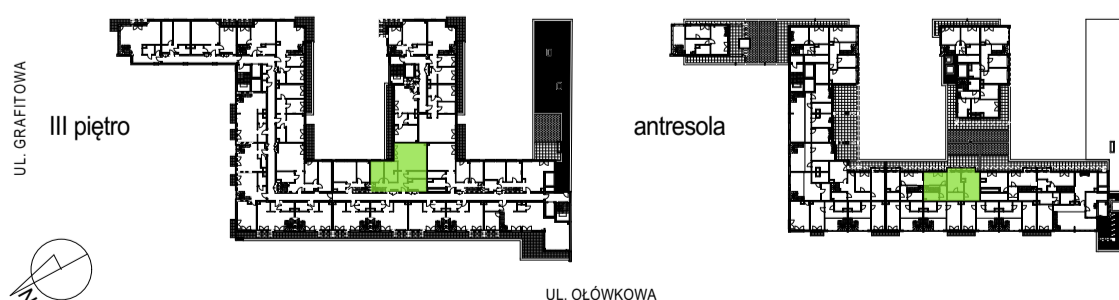 UL. GRAFITOWA
III piętro
antresola
N
UL. OŁÓWKOWA